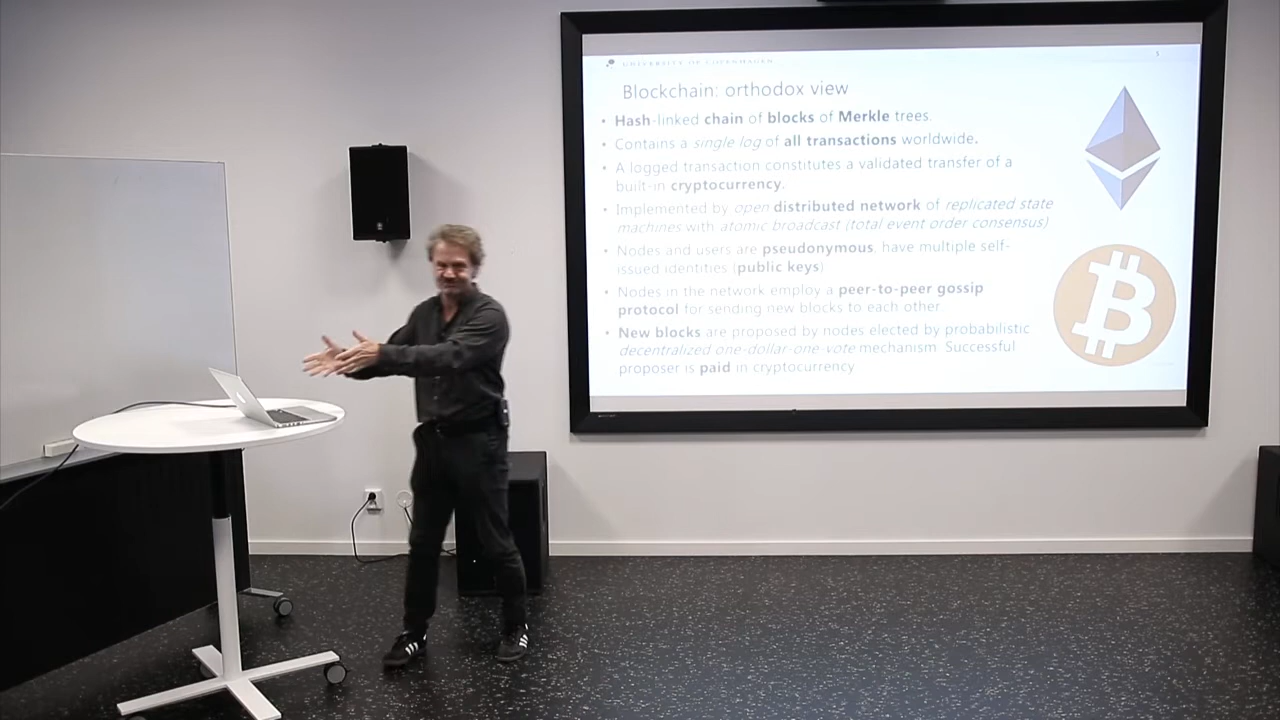 UNIVERSITY OF COPENHAGEN
Blockchain: orthodox view
• Hash-linked chain of blocks of Merkle trees.
• Contains a single log of all transactions worldwide.
• A logged transaction constitutes a validated transfer of a
built-in cryptocurrency.
• Implemented by open distributed network of replicated state
machines with atomic broadcast (total event order consensus)
• Nodes and users are pseudonymous, have multiple self-
issued identities (public keys)
• Nodes in the network employ a peer-to-peer gossip
protocol for sending new blocks to each other.
• New blocks are proposed by nodes elected by probabilistic
decentralized one-dollar-one-vote mechanism. Successful
proposer is paid in cryptocurrency